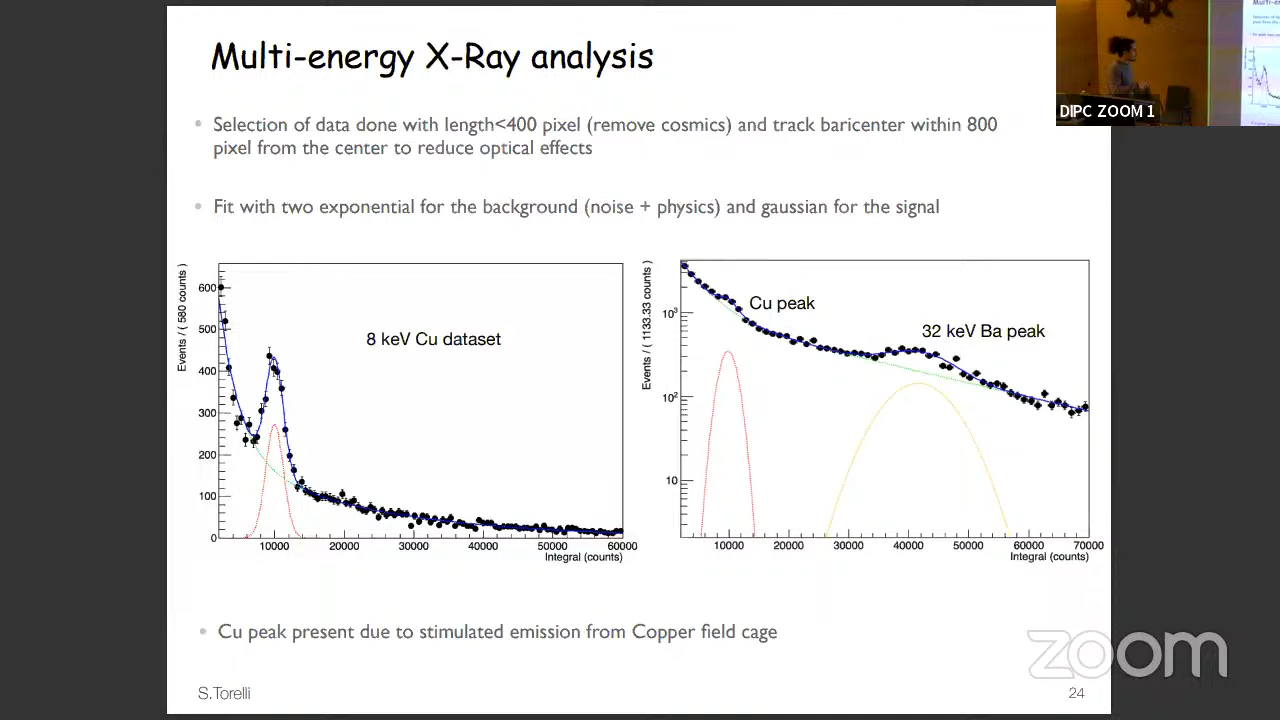 Multi-energy X-Ray analysis
Selection of data done with length<400 pixel (remove cosmics) and track baricenter within 800
pixel from the center to reduce optical effects
Fit with two exponential for the background (noise + physics) and gaussian for the signal
Events / ( 580 counts )
600
500
400
300
200
100
0
8 keV Cu dataset
10000 20000 30000 40000 50000 60000
Integral (counts)
Events / ( 1133.33 counts )
10³
10²
10
Cu peak
32 keV Ba peak
10000 20000 30000 40000 50000 60000 70000
Integral (counts)
Cu peak present due to stimulated emission from Copper field cage
S.Torelli
24
dipc
DIPC ZOOM 1
zoom